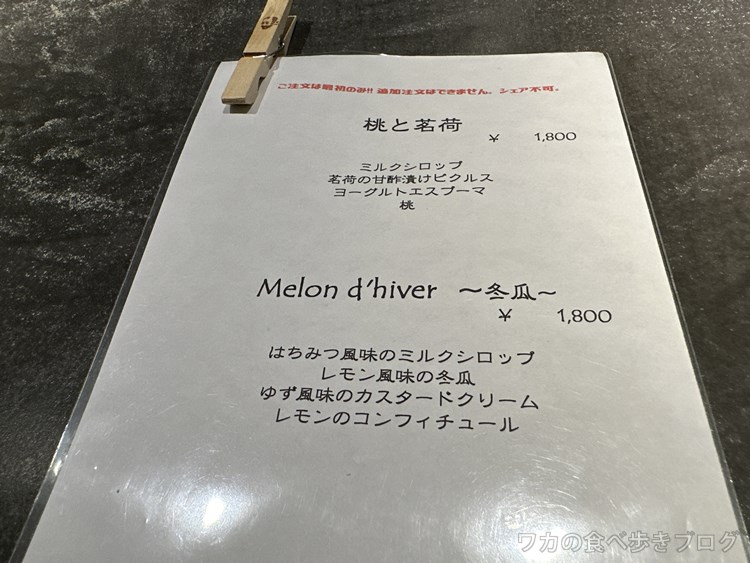 ご注文は最初のみ!! 追加注文はできません。シェア不可。
桃と茗荷
¥ 1,800
ミルクシロップ
茗荷の甘酢漬けピクルス
ヨーグルトエスプーマ
桃
Melon d'hiver ～冬瓜～
¥ 1,800
はちみつ風味のミルクシロップ
レモン風味の冬瓜
ゆず風味のカスタードクリーム
レモンのコンフィチュール
ワカの食べ歩きブログ